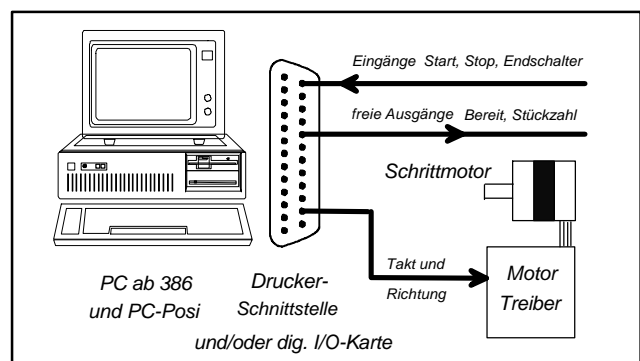 Eingänge Start, Stop, Endschalter
freie Ausgänge Bereit, Stückzahl
Schrittmotor
PC ab 386
und PC-Posi
Drucker-
Schnittstelle
und/oder dig. I/O-Karte
Takt und
Richtung
Motor
Treiber